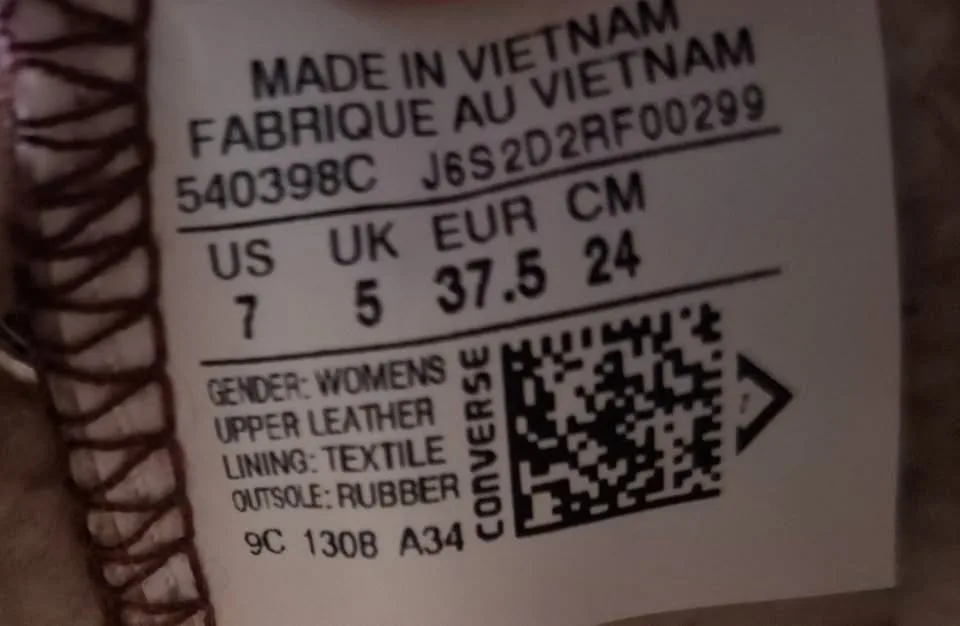 MADE IN VIETNAM
FABRIQUE AU VIETNAM
540398C J6S2D2RF00299
US UK EUR CM
7 5 37.5 24
GENDER: WOMENS
UPPER LEATHER
LINING: TEXTILE
OUTSOLE: RUBBER
9C 1308 A34
CONVERSE